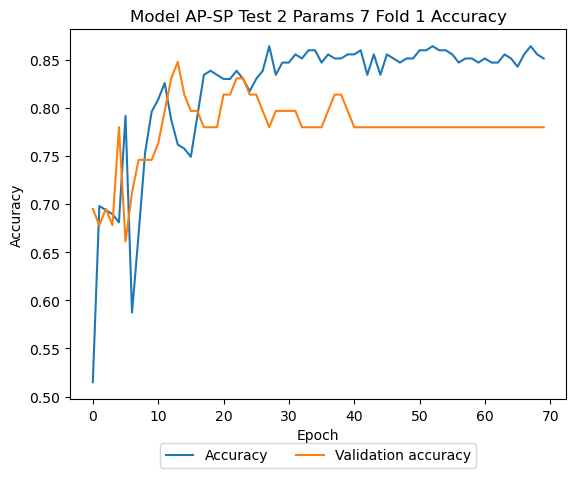 Model AP-SP Test 2 Params 7 Fold 1 Accuracy
0.85
0.80
0.75
0.70
0.65
0.60
0.55
0.50
Accuracy
0 10 20 30 40 50 60 70
Epoch
Accuracy Validation accuracy